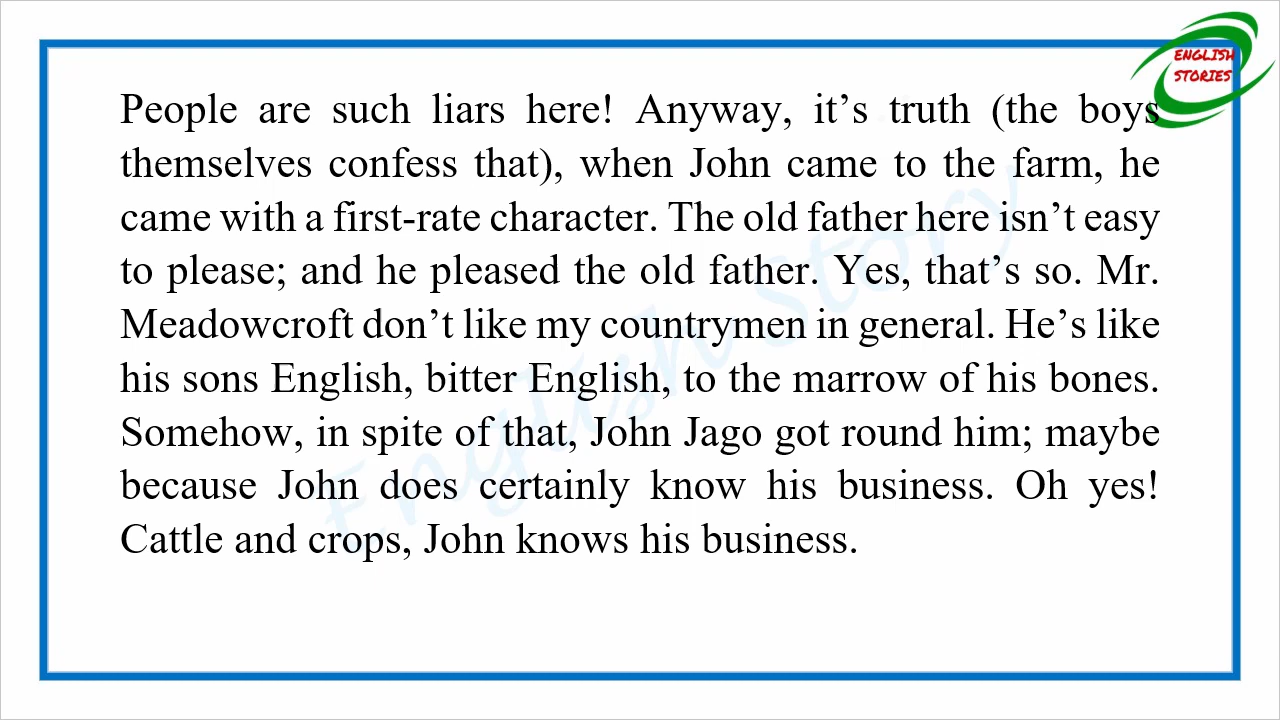 ENGLISH
STORIES
People are such liars here! Anyway, it’s truth (the boys
themselves confess that), when John came to the farm, he
came with a first-rate character. The old father here isn’t easy
to please; and he pleased the old father. Yes, that’s so. Mr.
Meadowcroft don’t like my countrymen in general. He’s like
his sons English, bitter English, to the marrow of his bones.
Somehow, in spite of that, John Jago got round him; maybe
because John does certainly know his business. Oh yes!
Cattle and crops, John knows his business.
English Story